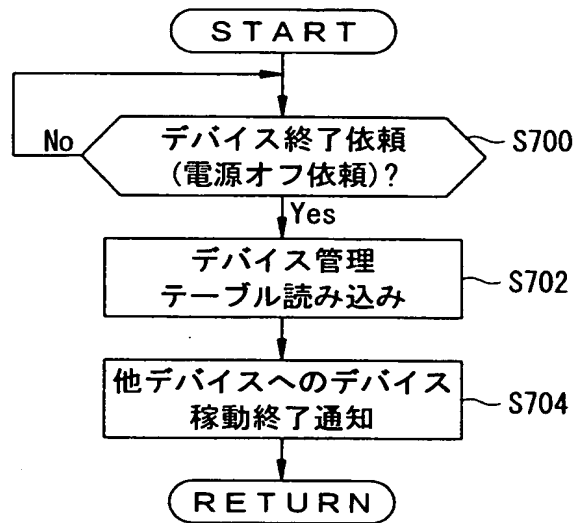 START
No
デバイス終了依頼
(電源オフ依頼)?
S700
Yes
デバイス管理
テーブル読み込み
S702
他デバイスへのデバイス
稼動終了通知
S704
RETURN